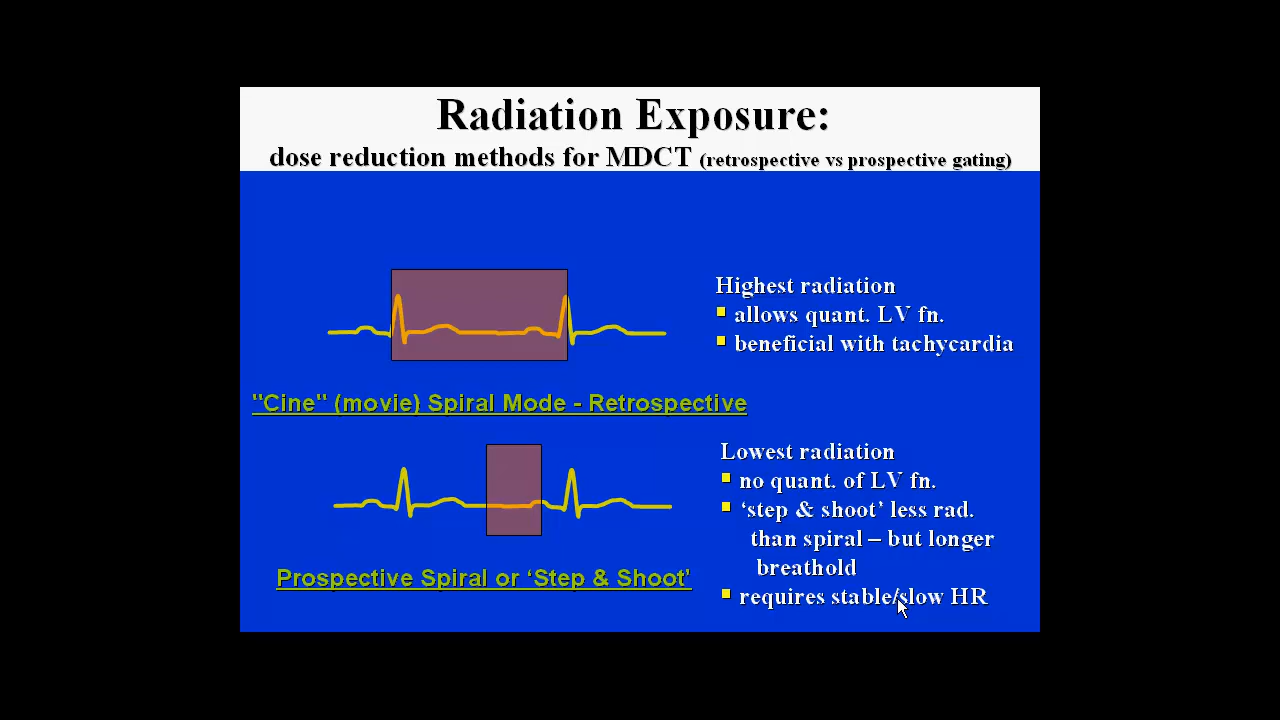 Radiation Exposure:
dose reduction methods for MDCT (retrospective vs prospective gating)
Highest radiation
allows quant. LV fn.
beneficial with tachycardia
"Cine" (movie) Spiral Mode - Retrospective
Lowest radiation
no quant. of LV fn.
‘step & shoot’ less rad.
than spiral – but longer
breathold
requires stable/slow HR
Prospective Spiral or ‘Step & Shoot’